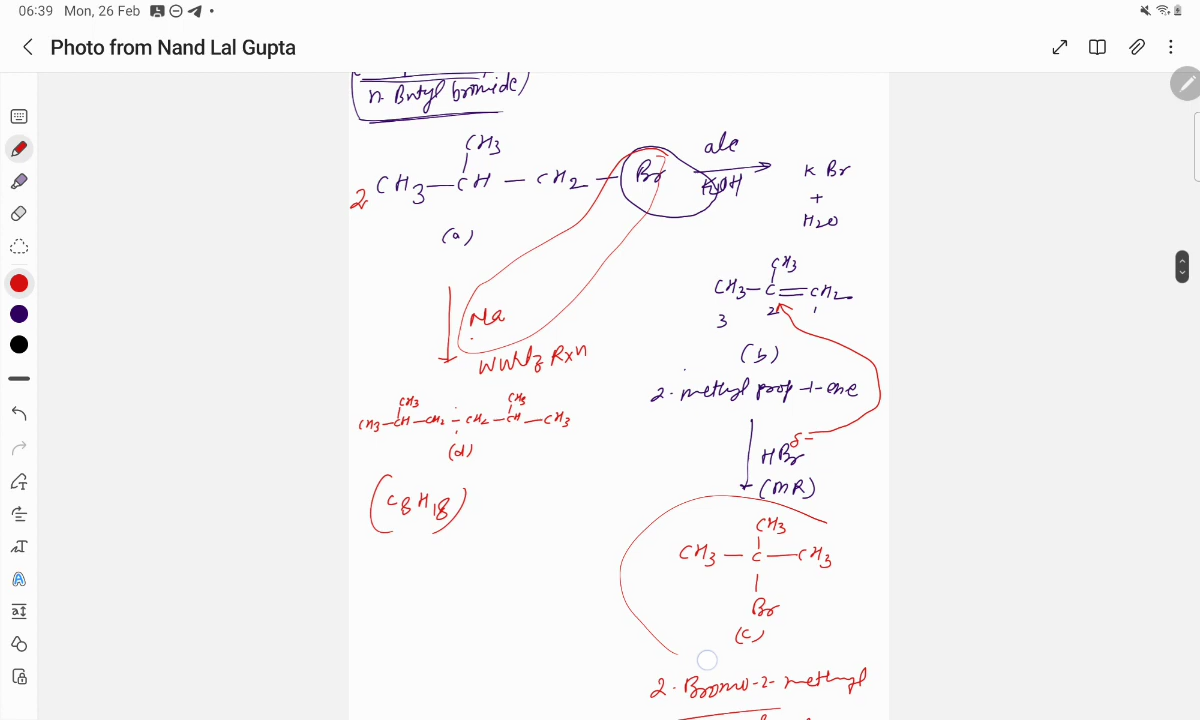 06:39 Mon, 26 Feb
Photo from Nand Lal Gupta
n-Butyl bromide)
CH3
2 CH3—CH — CH2 — Br
alc
KOH
K Br
+
H2O
(a)
CH3
CH3—C=CH2
3 2 1
(b)
2-methyl prop-1-ene
Na
Wurtz Rxn
CH3 CH3
CH3—CH—CH2—CH2—CH—CH3
(d)
(C8H18)
HBr δ-
(MR)
CH3
CH3—C—CH3
Br
(c)
2-Bromo-2-methyl